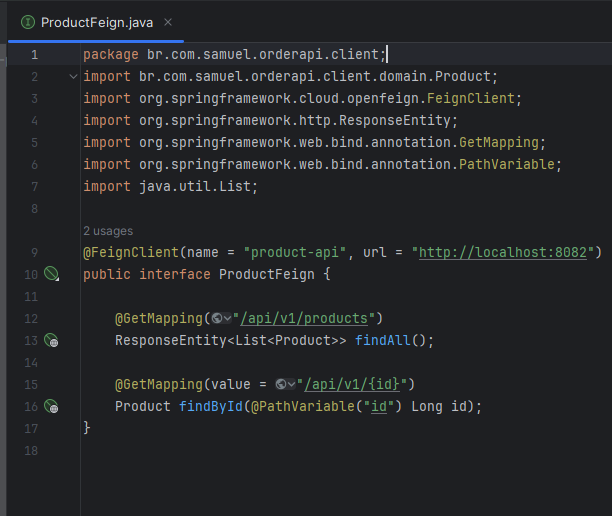 ProductFeign.java
1 package br.com.samuel.orderapi.client;
2 import br.com.samuel.orderapi.client.domain.Product;
3 import org.springframework.cloud.openfeign.FeignClient;
4 import org.springframework.http.ResponseEntity;
5 import org.springframework.web.bind.annotation.GetMapping;
6 import org.springframework.web.bind.annotation.PathVariable;
7 import java.util.List;
8
2 usages
9 @FeignClient(name = "product-api", url = "http://localhost:8082")
10 public interface ProductFeign {
11
12 @GetMapping("/api/v1/products")
13 ResponseEntity<List<Product>> findAll();
14
15 @GetMapping(value = "/api/v1/{id}")
16 Product findById(@PathVariable("id") Long id);
17 }
18